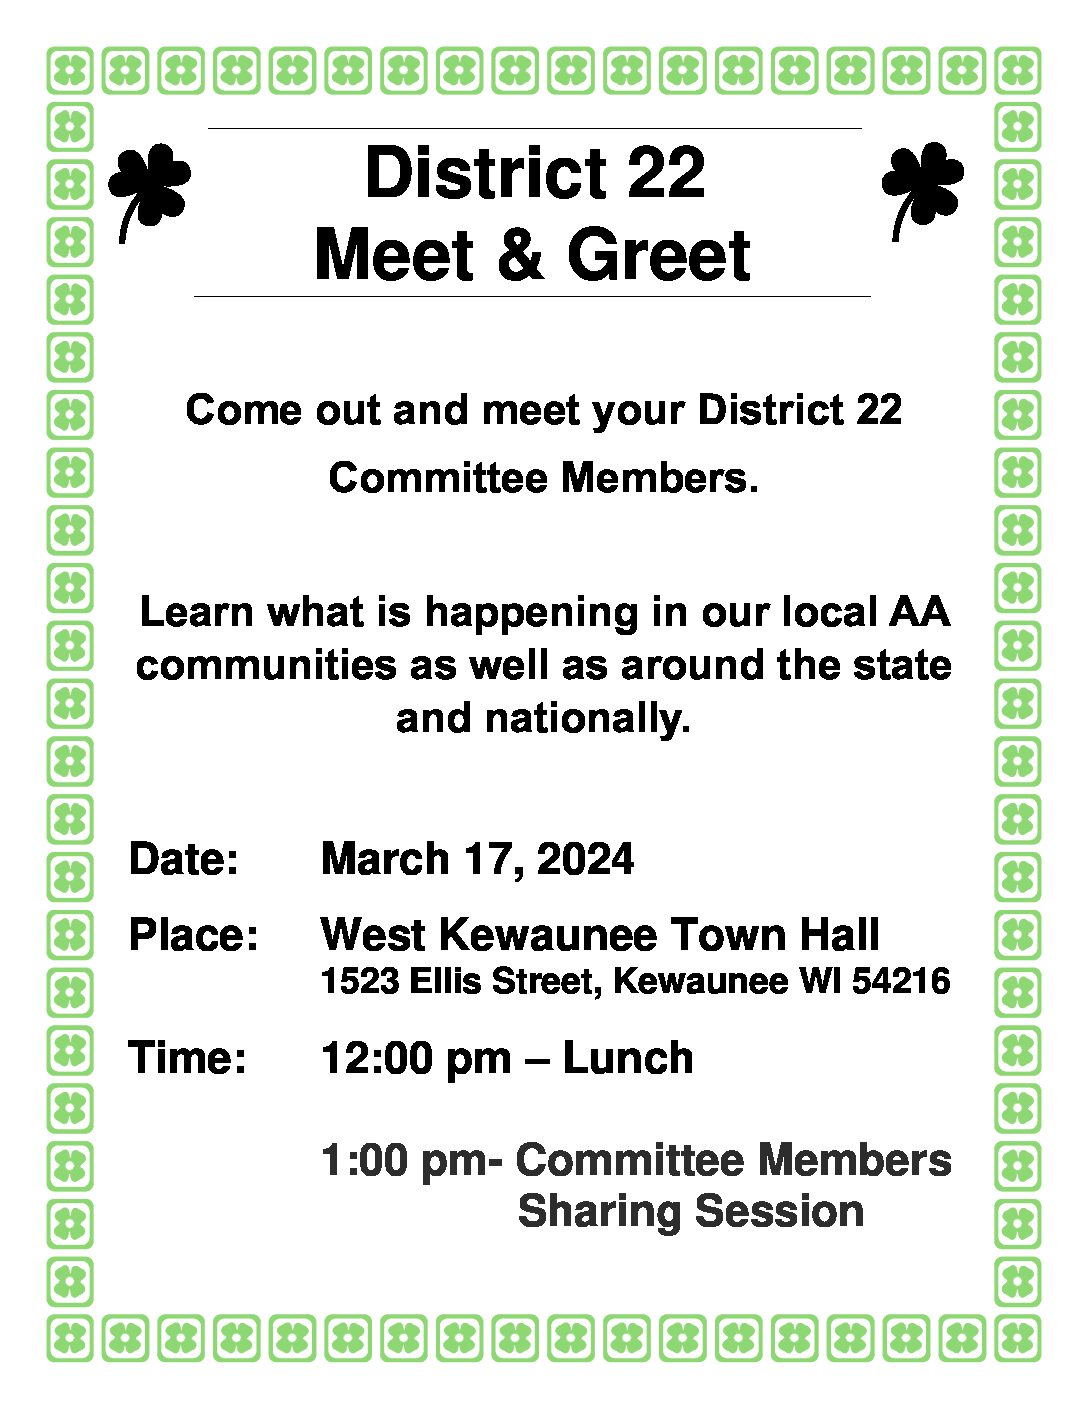 District 22
Meet & Greet
Come out and meet your District 22
Committee Members.
Learn what is happening in our local AA
communities as well as around the state
and nationally.
Date: March 17, 2024
Place: West Kewaunee Town Hall
1523 Ellis Street, Kewaunee WI 54216
Time: 12:00 pm – Lunch
1:00 pm- Committee Members
Sharing Session